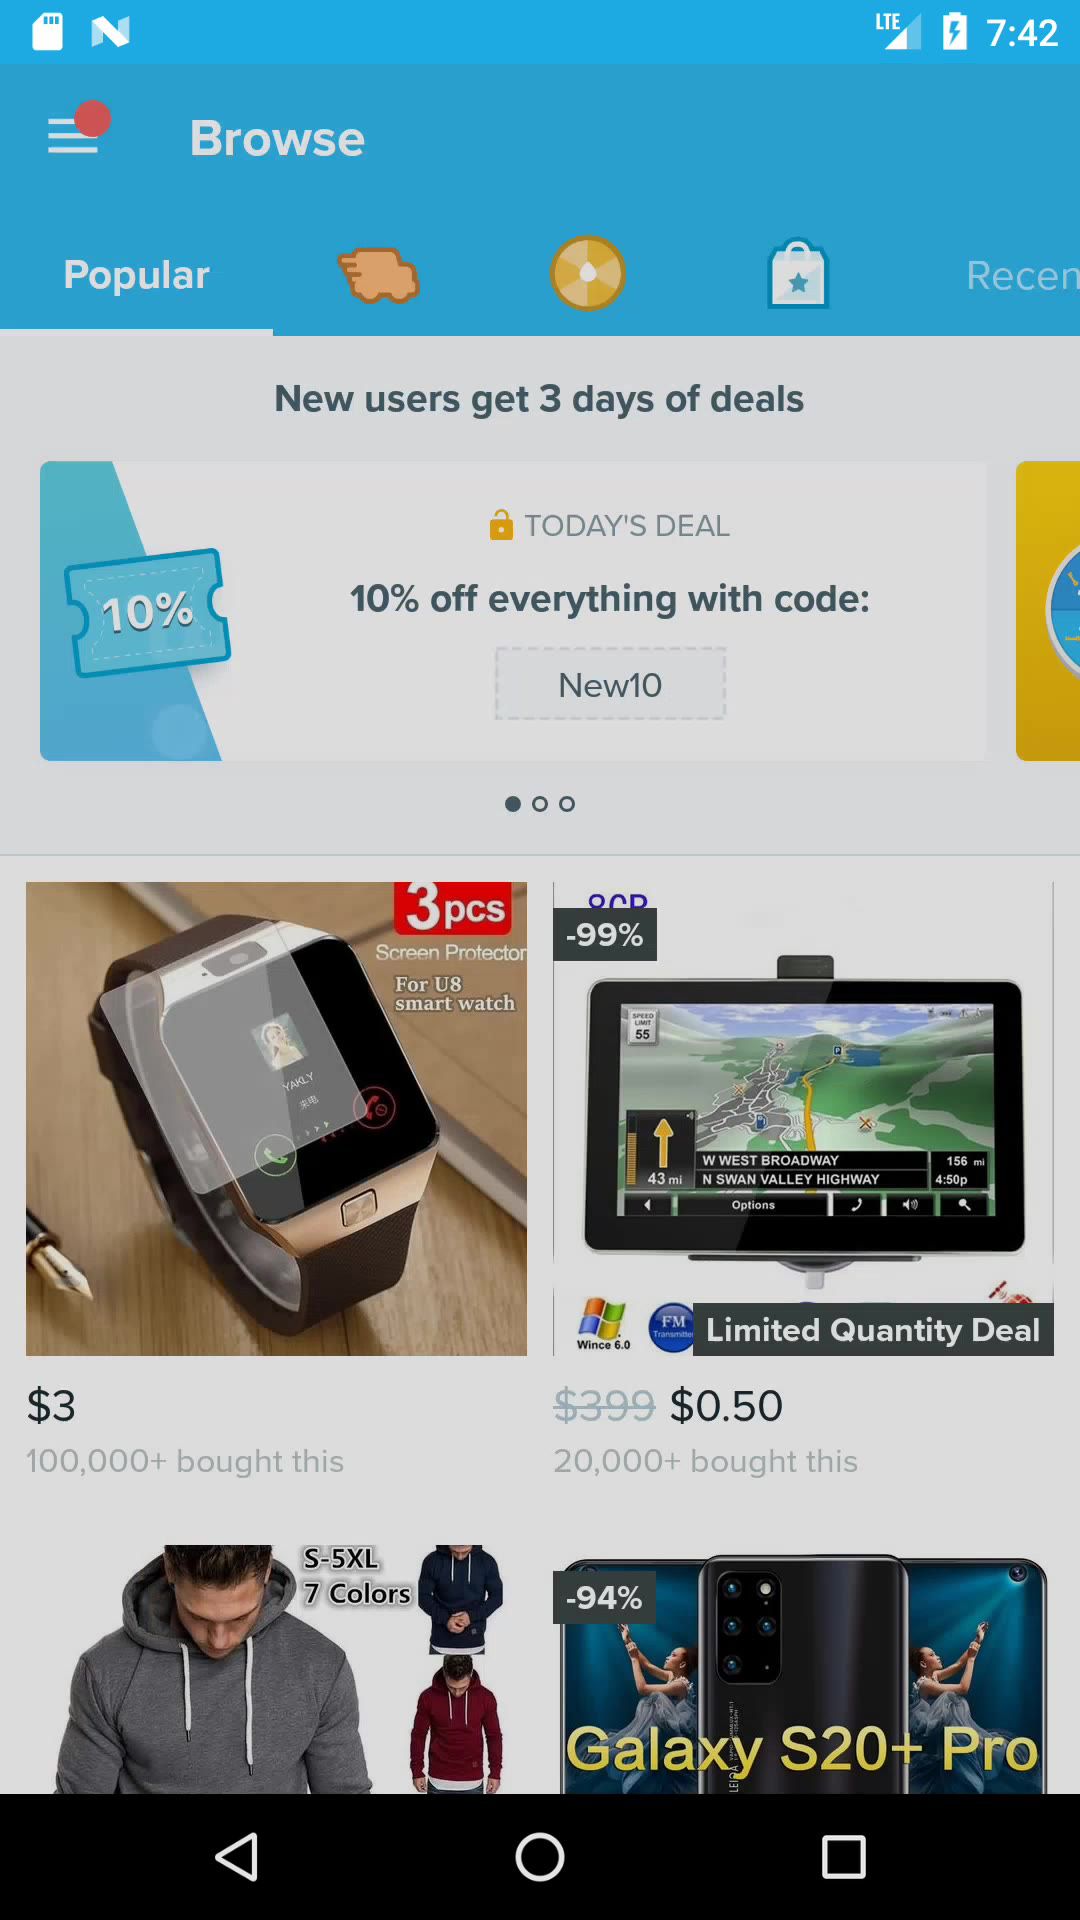 LTE 7:42
Browse
Popular
Recen
New users get 3 days of deals
TODAY'S DEAL
10%
10% off everything with code:
New10
3pcs
Screen Protector
For U8
smart watch
YAKLY
来电
8GB
-99%
SPEED
LIMIT
55
W WEST BROADWAY
156 mi
43 mi
N SWAN VALLEY HIGHWAY
4:50p
Options
Wince 6.0
FM
Transmitter
Limited Quantity Deal
$3
$399 $0.50
100,000+ bought this
20,000+ bought this
S-5XL
7 Colors
-94%
Galaxy S20+ Pro